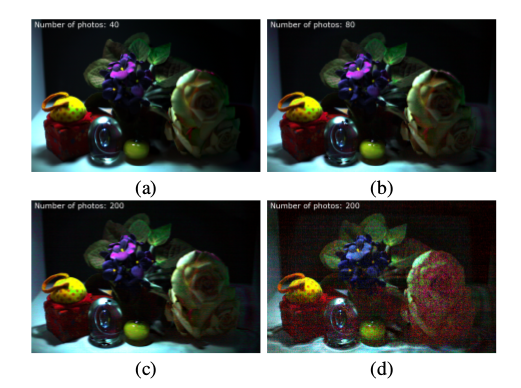 Number of photos: 40
Number of photos: 80
(a)
(b)
Number of photos: 200
Number of photos: 200
(c)
(d)